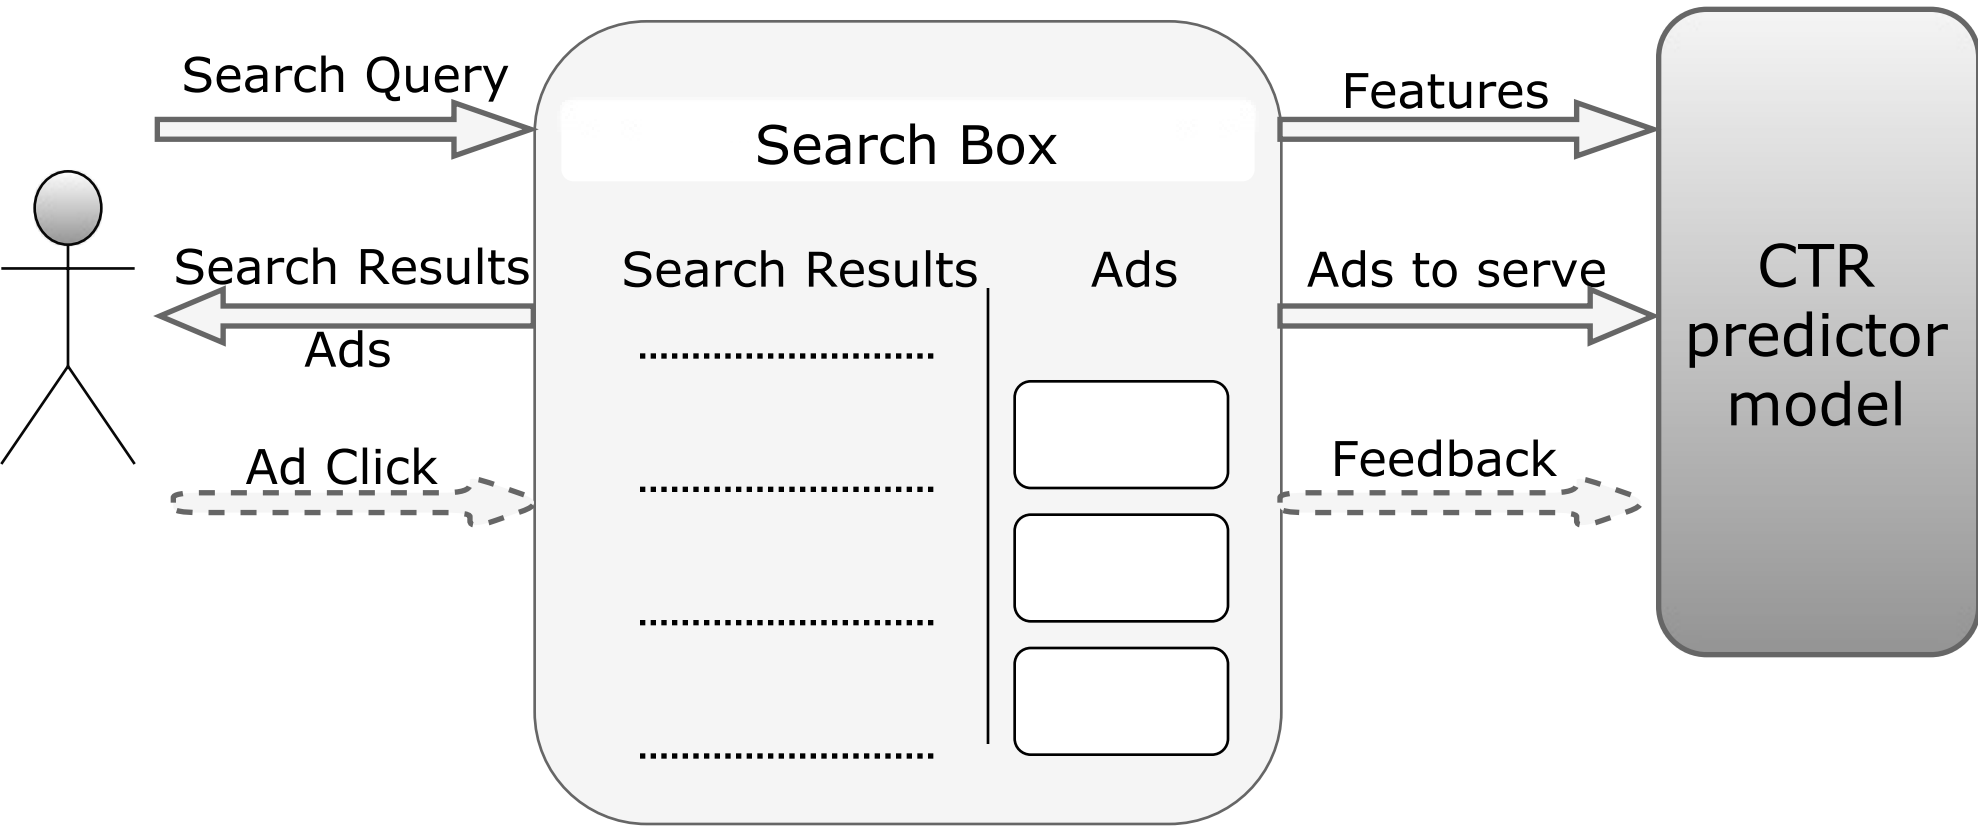 Search Query
Features
Search Box
Search Results
Ads
Search Results
Ads
Ads to serve
CTR
predictor
model
Ad Click
Feedback